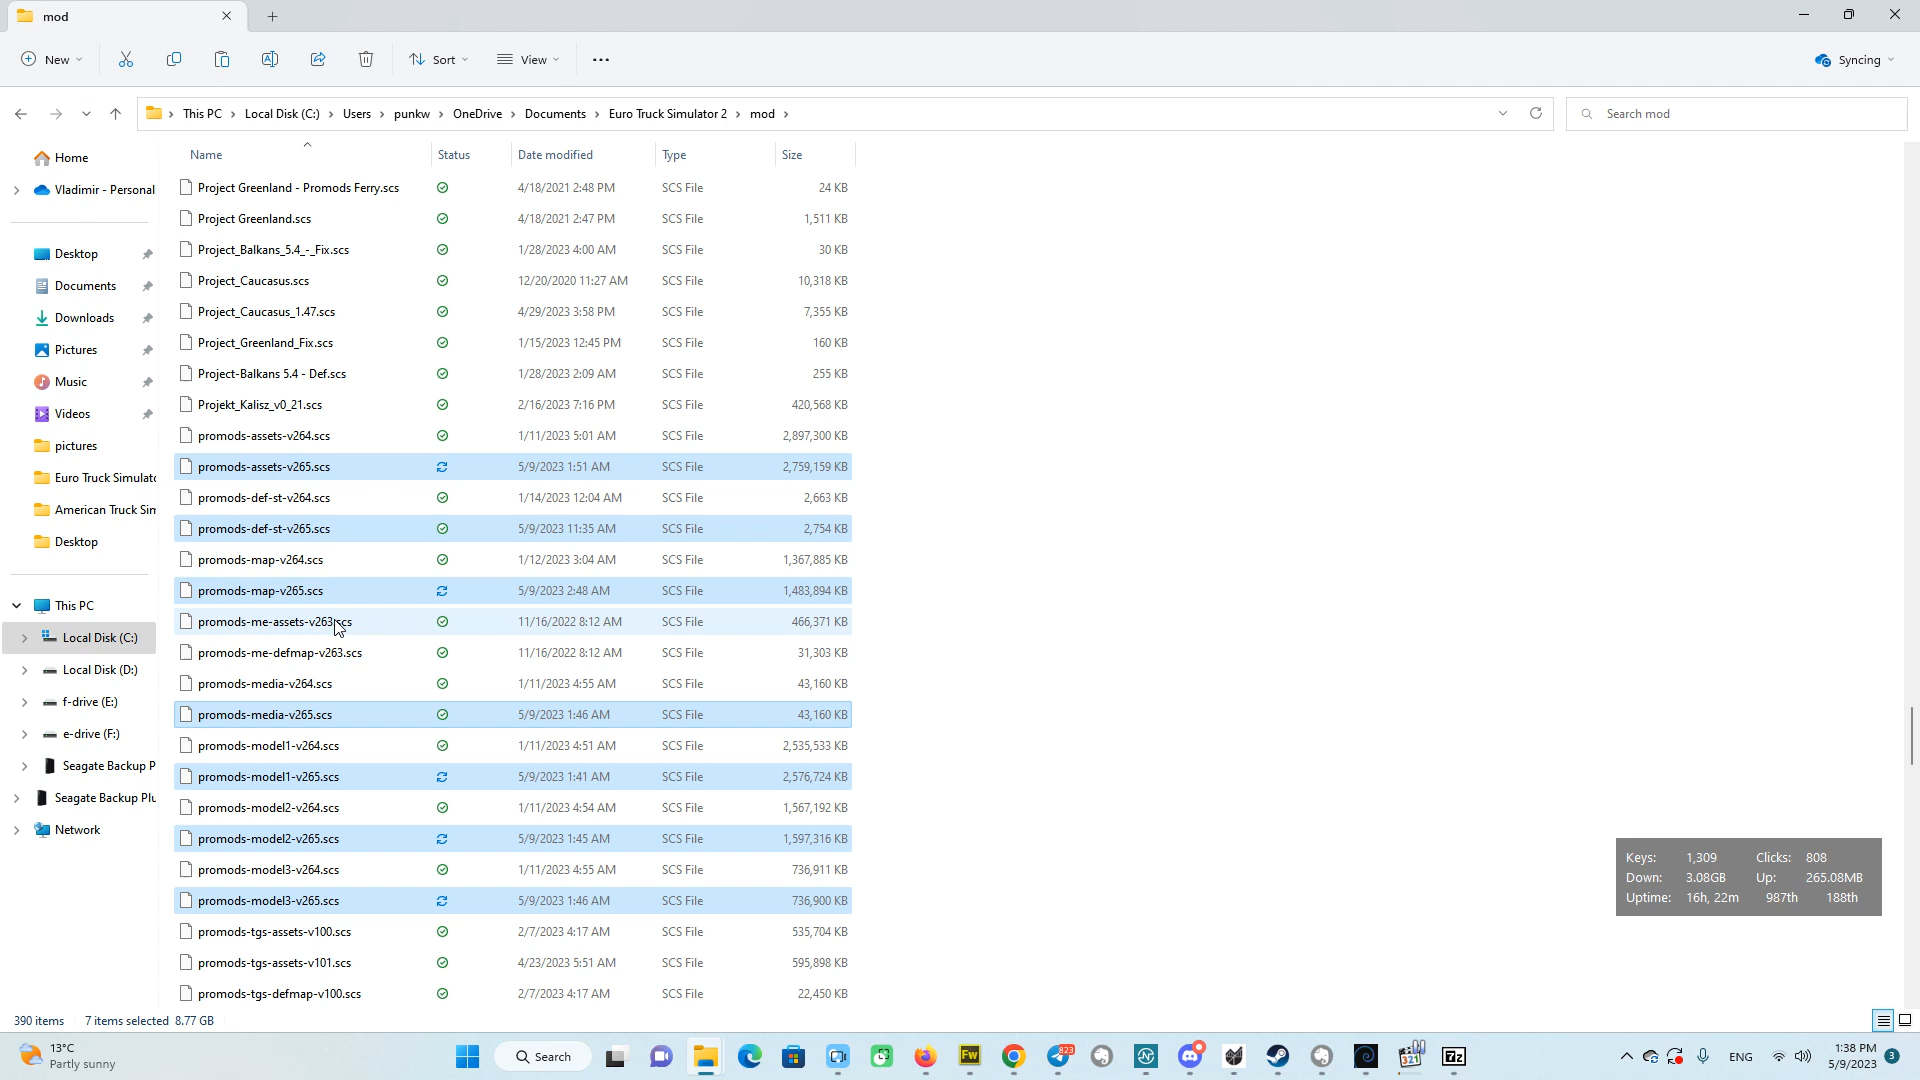 mod
New
Sort
View
Syncing
This PC
Local Disk (C:)
Users
punkw
OneDrive
Documents
Euro Truck Simulator 2
mod
Search mod
Home
Vladimir - Personal
Desktop
Documents
Downloads
Pictures
Music
Videos
pictures
Euro Truck Simulato
American Truck Sim
Desktop
This PC
Local Disk (C:)
Local Disk (D:)
f-drive (E:)
e-drive (F:)
Seagate Backup P
Seagate Backup Plu
Network
Name Status Date modified Type Size
Project Greenland - Promods Ferry.scs 4/18/2021 2:48 PM SCS File 24 KB
Project Greenland.scs 4/18/2021 2:47 PM SCS File 1,511 KB
Project_Balkans_5.4_-_Fix.scs 1/28/2023 4:00 AM SCS File 30 KB
Project_Caucasus.scs 12/20/2020 11:27 AM SCS File 10,318 KB
Project_Caucasus_1.47.scs 4/29/2023 3:58 PM SCS File 7,355 KB
Project_Greenland_Fix.scs 1/15/2023 12:45 PM SCS File 160 KB
Project-Balkans 5.4 - Def.scs 1/28/2023 2:09 AM SCS File 255 KB
Projekt_Kalisz_v0_21.scs 2/16/2023 7:16 PM SCS File 420,568 KB
promods-assets-v264.scs 1/11/2023 5:01 AM SCS File 2,897,300 KB
promods-assets-v265.scs 5/9/2023 1:51 AM SCS File 2,759,159 KB
promods-def-st-v264.scs 1/14/2023 12:04 AM SCS File 2,663 KB
promods-def-st-v265.scs 5/9/2023 11:35 AM SCS File 2,754 KB
promods-map-v264.scs 1/12/2023 3:04 AM SCS File 1,367,885 KB
promods-map-v265.scs 5/9/2023 2:48 AM SCS File 1,483,894 KB
promods-me-assets-v263.scs 11/16/2022 8:12 AM SCS File 466,371 KB
promods-me-defmap-v263.scs 11/16/2022 8:12 AM SCS File 31,303 KB
promods-media-v264.scs 1/11/2023 4:55 AM SCS File 43,160 KB
promods-media-v265.scs 5/9/2023 1:46 AM SCS File 43,160 KB
promods-model1-v264.scs 1/11/2023 4:51 AM SCS File 2,535,533 KB
promods-model1-v265.scs 5/9/2023 1:41 AM SCS File 2,576,724 KB
promods-model2-v264.scs 1/11/2023 4:54 AM SCS File 1,567,192 KB
promods-model2-v265.scs 5/9/2023 1:45 AM SCS File 1,597,316 KB
promods-model3-v264.scs 1/11/2023 4:55 AM SCS File 736,911 KB
promods-model3-v265.scs 5/9/2023 1:46 AM SCS File 736,900 KB
promods-tgs-assets-v100.scs 2/7/2023 4:17 AM SCS File 535,704 KB
promods-tgs-assets-v101.scs 4/23/2023 5:51 AM SCS File 595,898 KB
promods-tgs-defmap-v100.scs 2/7/2023 4:17 AM SCS File 22,450 KB
Keys: 1,309 Clicks: 808
Down: 3.08GB Up: 265.08MB
Uptime: 16h, 22m 987th 188th
390 items 7 items selected 8.77 GB
13°C
Partly sunny
Search
Fw
823
321
7z
ENG
1:38 PM
5/9/2023
3